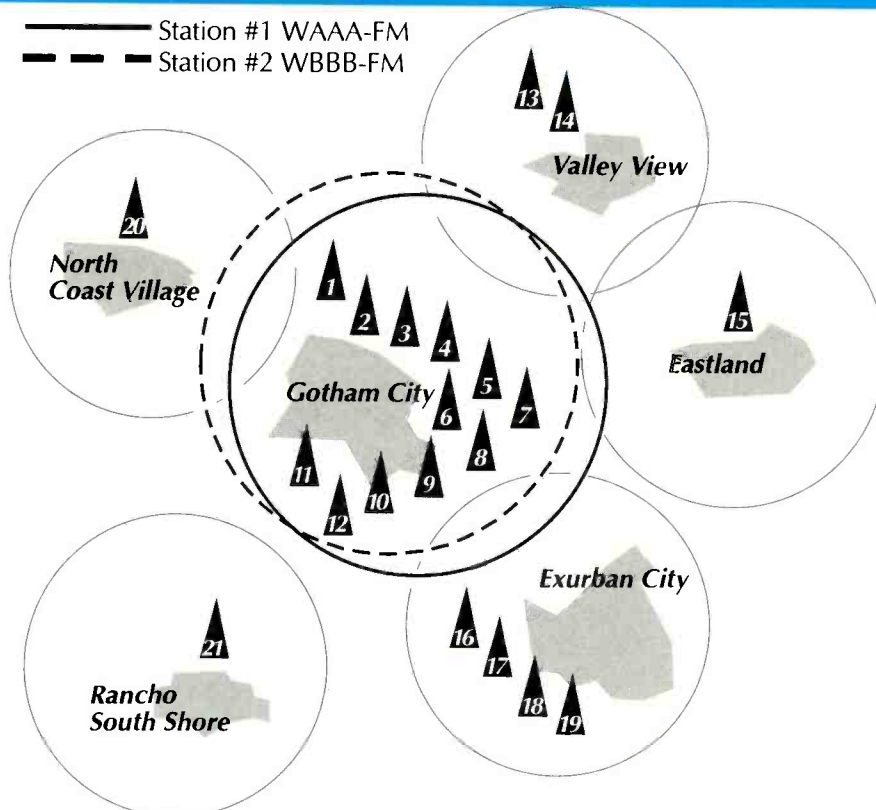 Station #1 WAAA-FM
Station #2 WBBB-FM
13
14
Valley View
20
North
Coast Village
1
2
3
4
15
Eastland
5
Gotham City
6
7
8
11
10
9
12
Exurban City
16
21
17
Rancho
South Shore
18
19